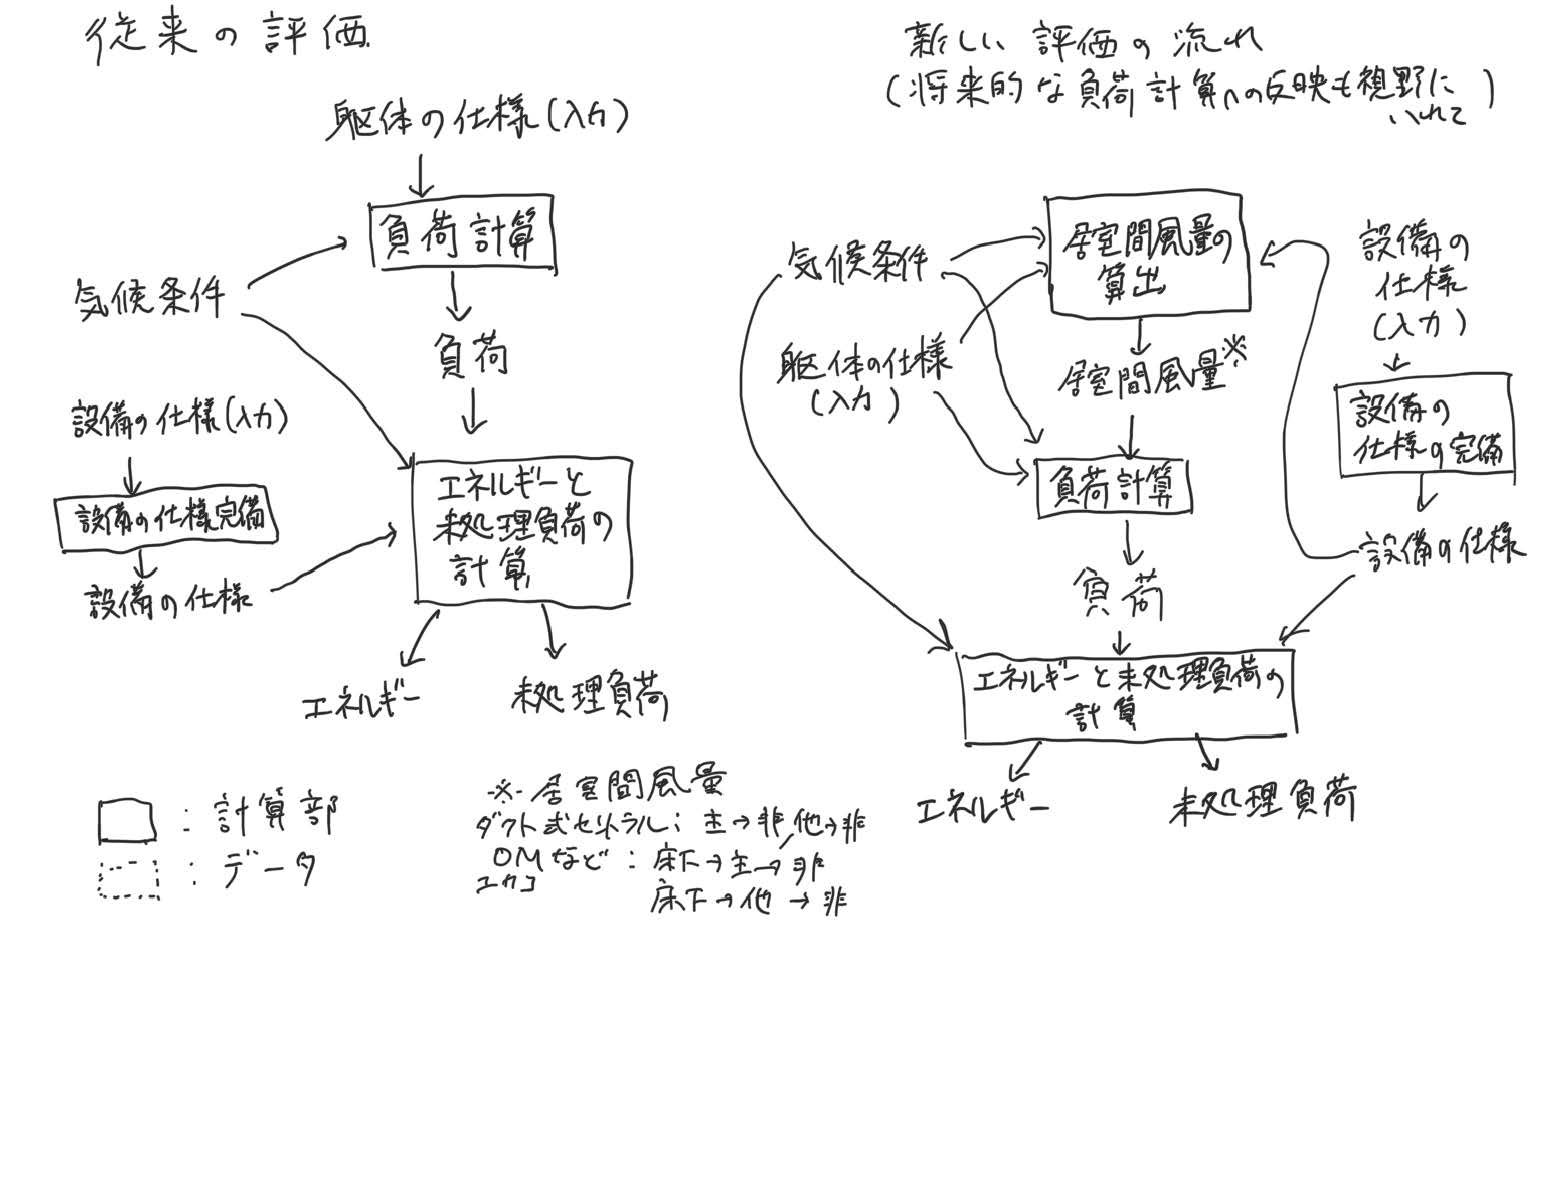 従来の評価
躯体の仕様(入力)
負荷計算
気候条件
負荷
設備の仕様(入力)
設備の仕様完備
設備の仕様
エネルギーと
未処理負荷の
計算
エネルギー
未処理負荷
新しい評価の流れ
(将来的な負荷計算への反映も視野に
いれて)
気候条件
居室間風量の
算出
設備の
仕様
(入力)
躯体の仕様
(入力)
居室間風量※
設備の
仕様の完備
負荷計算
設備の仕様
負荷
エネルギーと未処理負荷の
計算
エネルギー
未処理負荷
:計算部
:データ
※居室間風量
ダクト式セントラル:主→非,他→非
OMなど:床下→主→非
ユカコ
床下→他→非